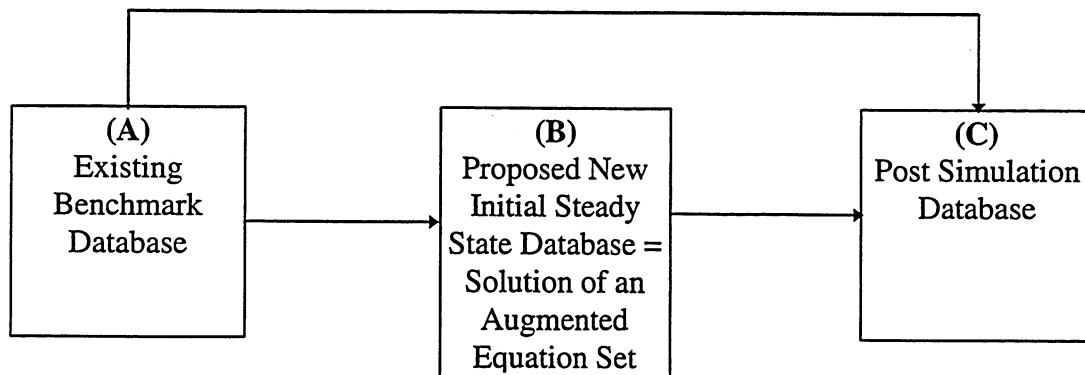 (A)
Existing
Benchmark
Database
(B)
Proposed New
Initial Steady
State Database =
Solution of an
Augmented
Equation Set
(C)
Post Simulation
Database